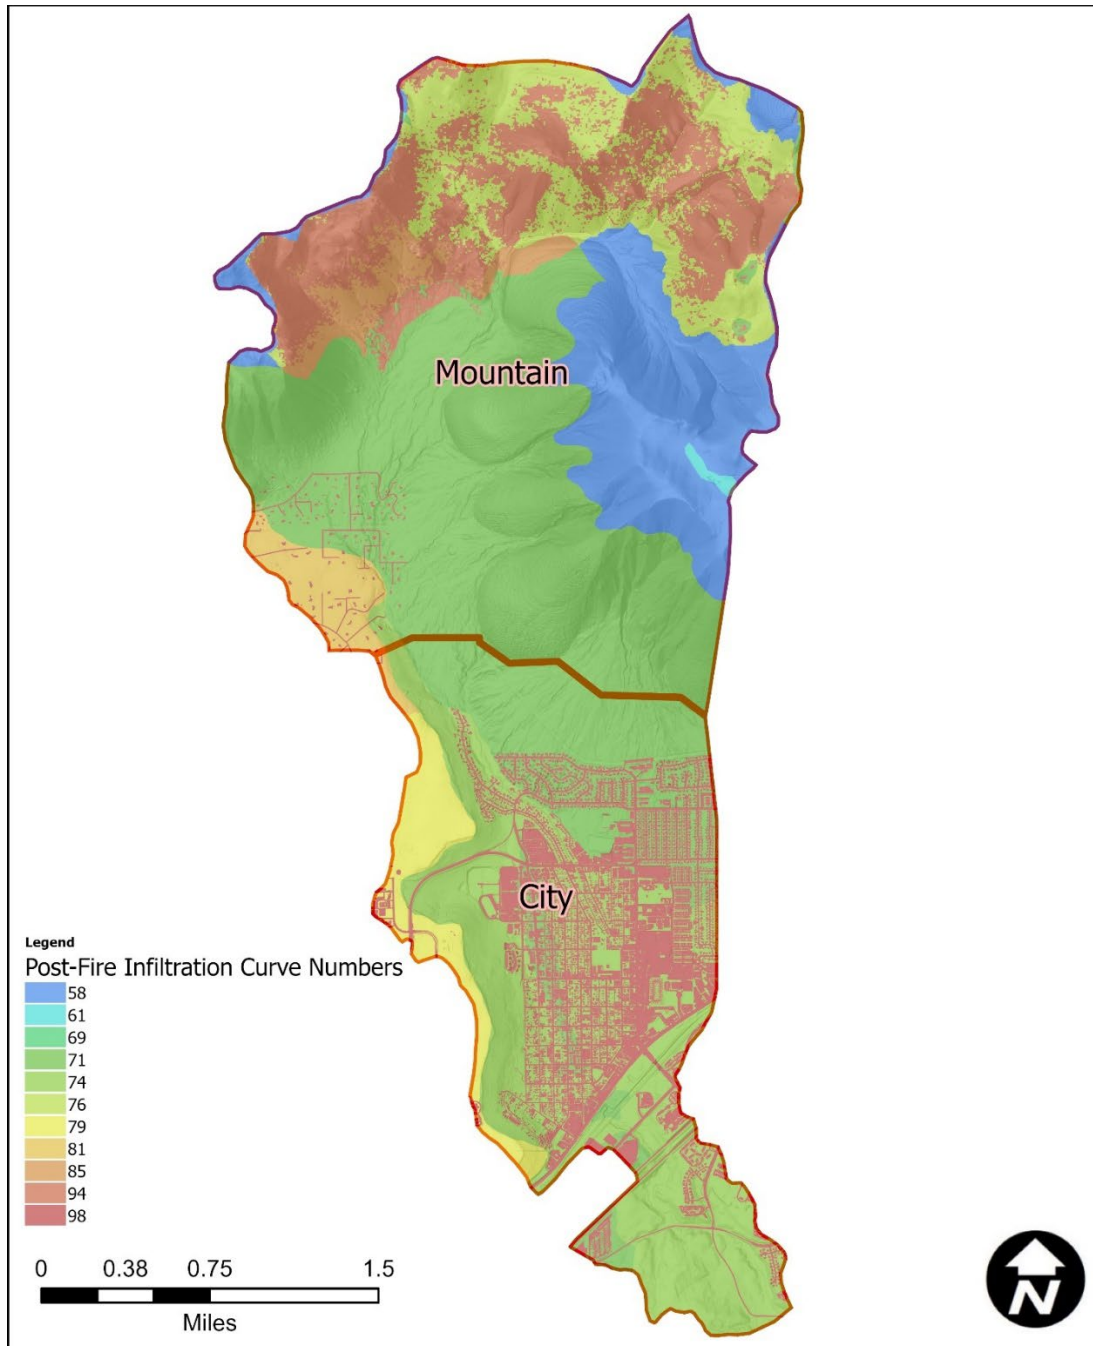 Mountain
City
Legend
Post-Fire Infiltration Curve Numbers
58
61
69
71
74
76
79
81
85
94
98
0 0.38 0.75 1.5
Miles
N